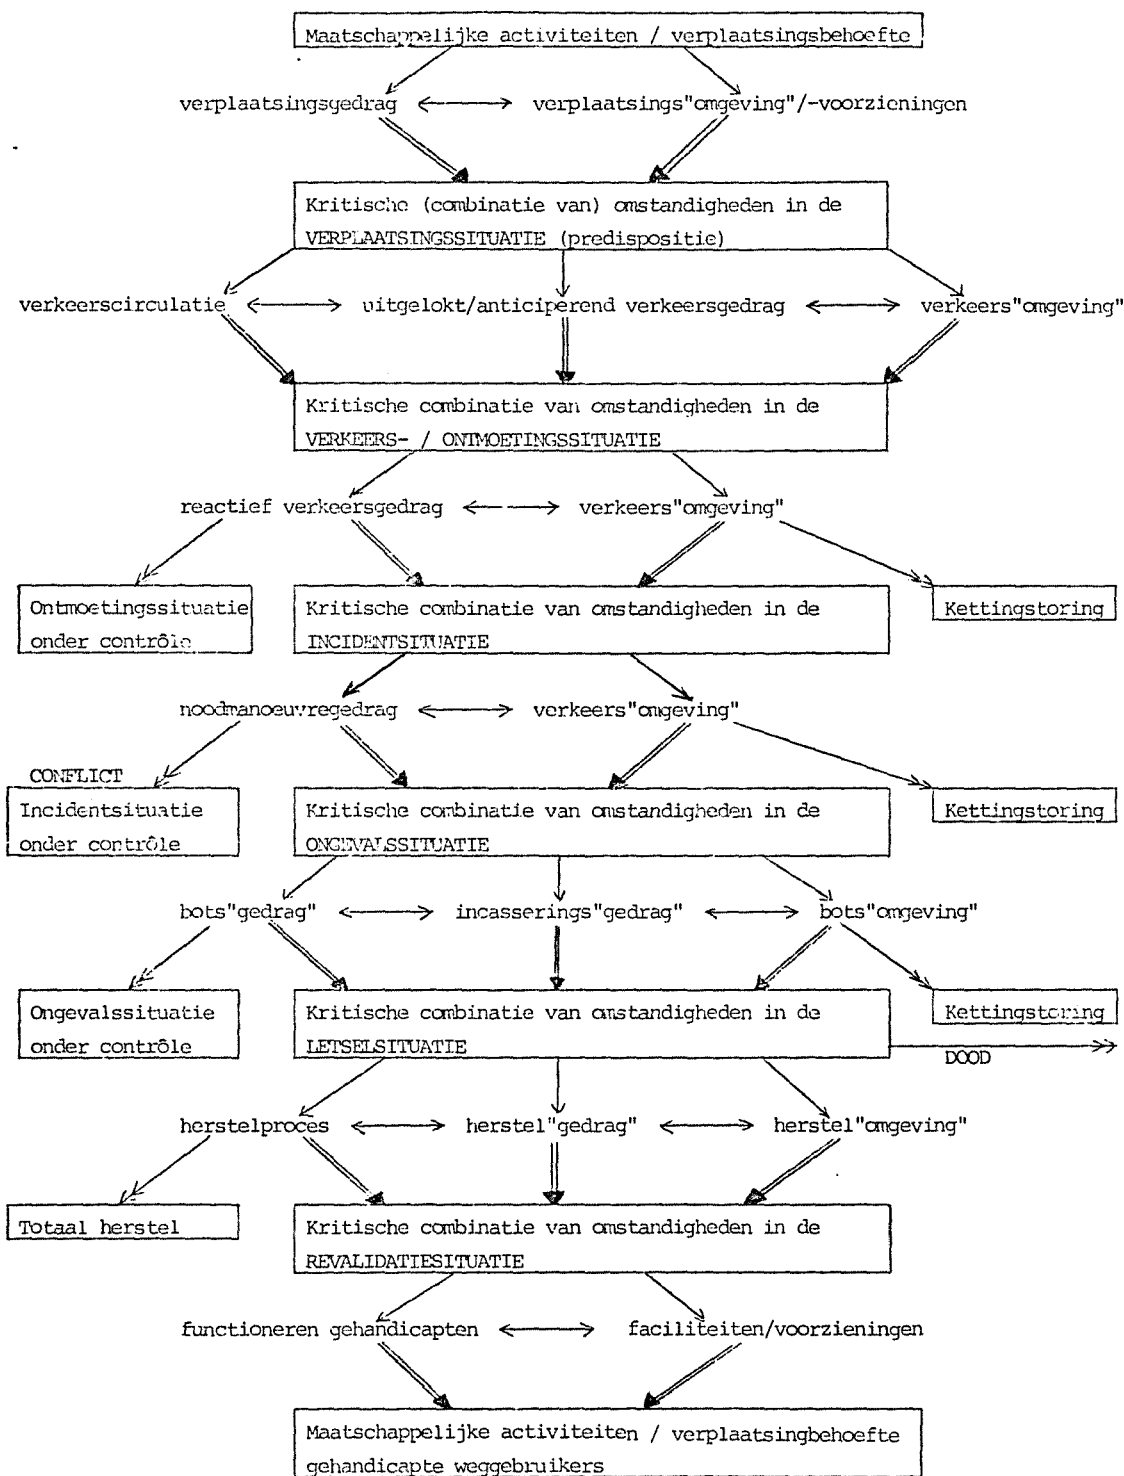 Maatschappelijke activiteiten / verplaatsingsbehoefte
verplaatsingsgedrag verplaatsings"omgeving"/-voorzieningen
Kritische (combinatie van) omstandigheden in de
VERPLAATSINGSSITUATIE (predispositie)
verkeerscirculatie uitgelokt/anticiperend verkeersgedrag verkeers"omgeving"
Kritische combinatie van omstandigheden in de
VERKEERS- / ONTMOETINGSSITUATIE
reactief verkeersgedrag verkeers"omgeving"
Ontmoetingssituatie
onder contrôle
Kritische combinatie van omstandigheden in de
INCIDENTSITUATIE
Kettingstoring
noodmanoeuvregedrag verkeers"omgeving"
CONFLICT
Incidentsituatie
onder contrôle
Kritische combinatie van omstandigheden in de
ONGEVALSSITUATIE
Kettingstoring
bots"gedrag" incasserings"gedrag" bots"omgeving"
Ongevalssituatie
onder contrôle
Kritische combinatie van omstandigheden in de
LETSELSITUATIE
Kettingstoring
DOOD
herstelproces herstel"gedrag" herstel"omgeving"
Totaal herstel
Kritische combinatie van omstandigheden in de
REVALIDATIESITUATIE
functioneren gehandicapten faciliteiten/voorzieningen
Maatschappelijke activiteiten / verplaatsingbehoefte
gehandicapte weggebruikers